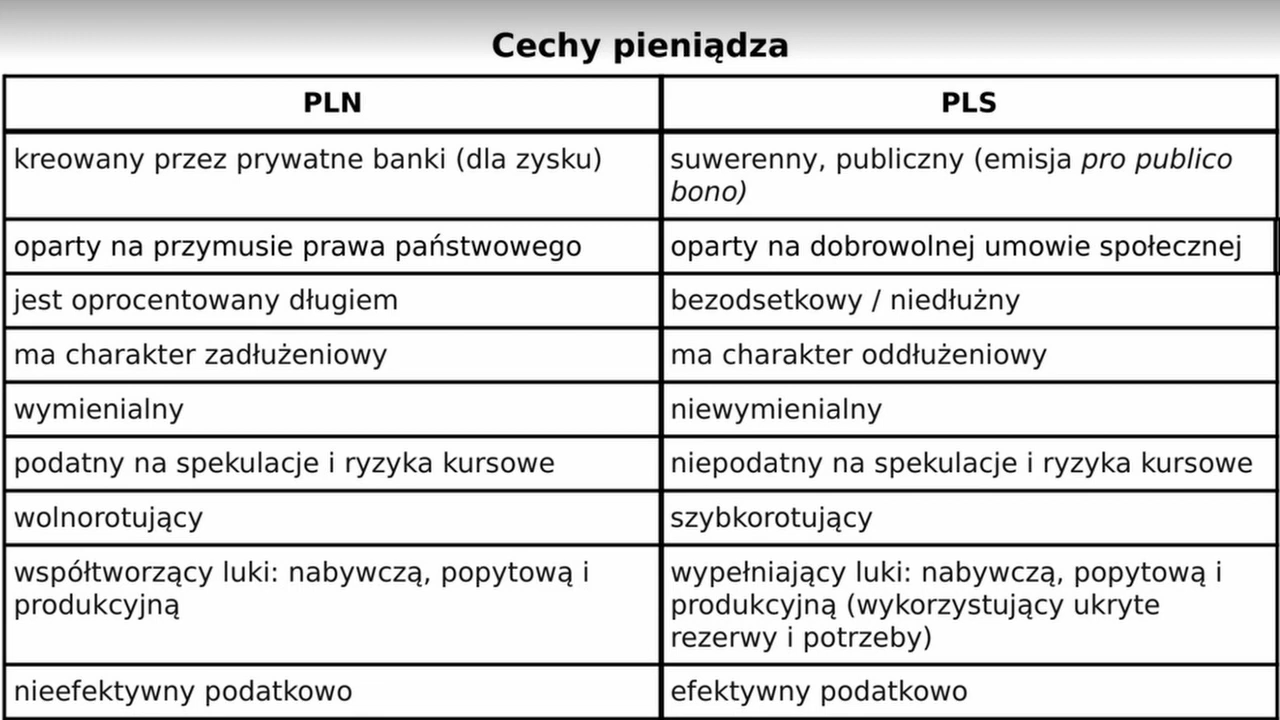 Cechy pieniądza
PLN
PLS
kreowany przez prywatne banki (dla zysku)
suwerenny, publiczny (emisja pro publico
bono)
oparty na przymusie prawa państwowego
oparty na dobrowolnej umowie społecznej
jest oprocentowany długiem
bezodsetkowy / niedłużny
ma charakter zadłużeniowy
ma charakter oddłużeniowy
wymienialny
niewymienialny
podatny na spekulacje i ryzyka kursowe
niepodatny na spekulacje i ryzyka kursowe
wolnorotujący
szybkorotujący
współtworzący luki: nabywczą, popytową i
produkcyjną
wypełniający luki: nabywczą, popytową i
produkcyjną (wykorzystujący ukryte
rezerwy i potrzeby)
nieefektywny podatkowo
efektywny podatkowo